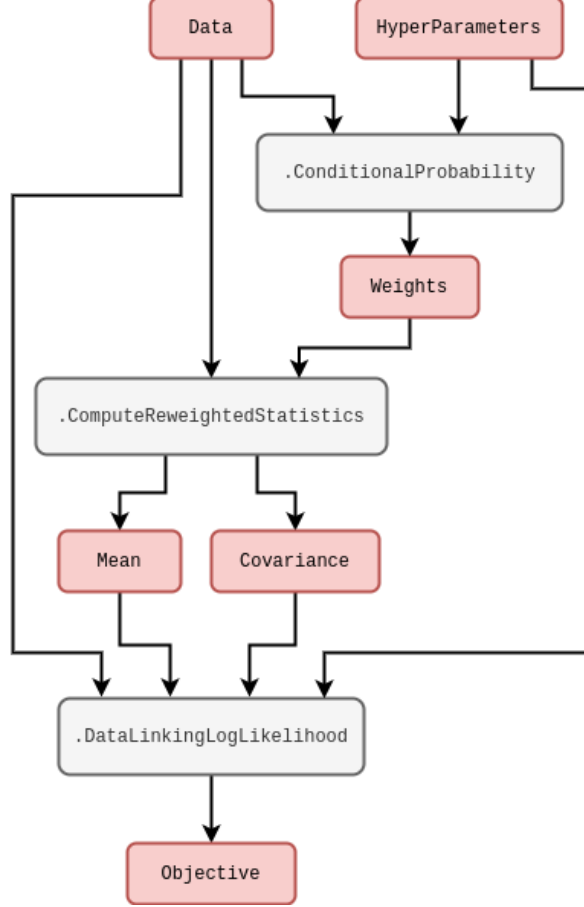 Data
HyperParameters
.ConditionalProbability
Weights
.ComputeReweightedStatistics
Mean
Covariance
.DataLinkingLogLikelihood
Objective